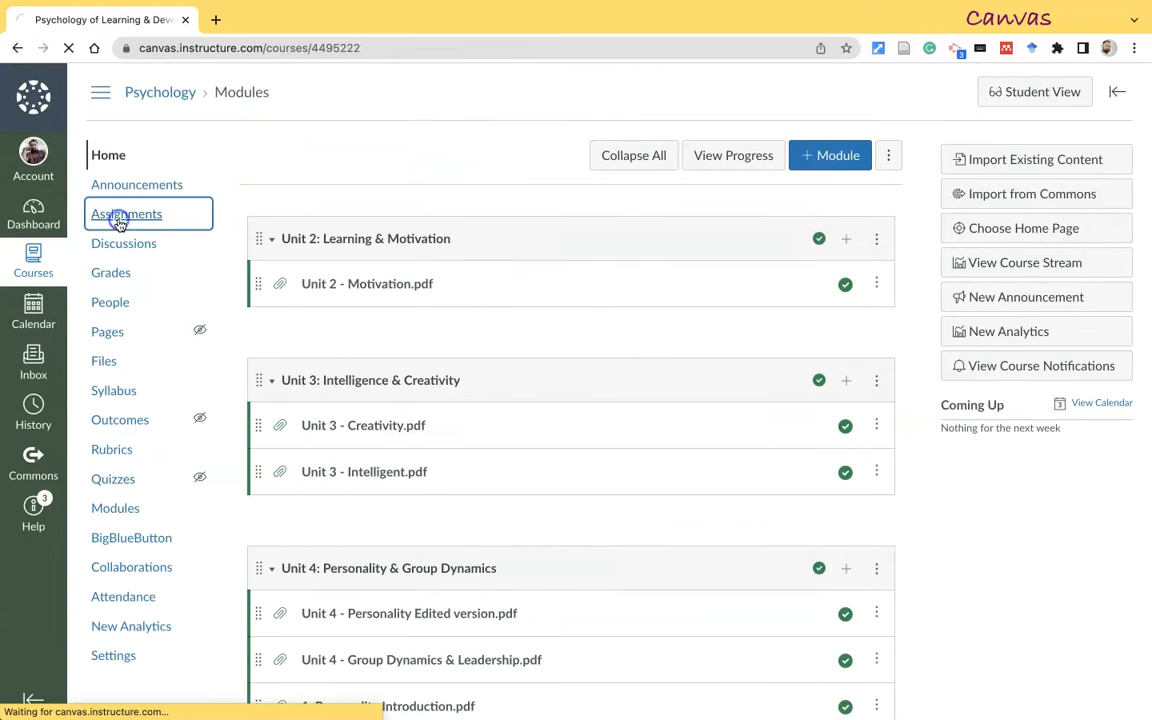 Psychology of Learning & Deve
Canvas
canvas.instructure.com/courses/4495222
3
Psychology › Modules
Student View
Account
Dashboard
Courses
Calendar
Inbox
History
Commons
3
Help
Home
Announcements
Assignments
Discussions
Grades
People
Pages
Files
Syllabus
Outcomes
Rubrics
Quizzes
Modules
BigBlueButton
Collaborations
Attendance
New Analytics
Settings
Collapse All
View Progress
+ Module
Unit 2: Learning & Motivation
Unit 2 - Motivation.pdf
Unit 3: Intelligence & Creativity
Unit 3 - Creativity.pdf
Unit 3 - Intelligent.pdf
Unit 4: Personality & Group Dynamics
Unit 4 - Personality Edited version.pdf
Unit 4 - Group Dynamics & Leadership.pdf
Introduction.pdf
Import Existing Content
Import from Commons
Choose Home Page
View Course Stream
New Announcement
New Analytics
View Course Notifications
Coming Up
3
View Calendar
Nothing for the next week
Waiting for canvas.instructure.com...